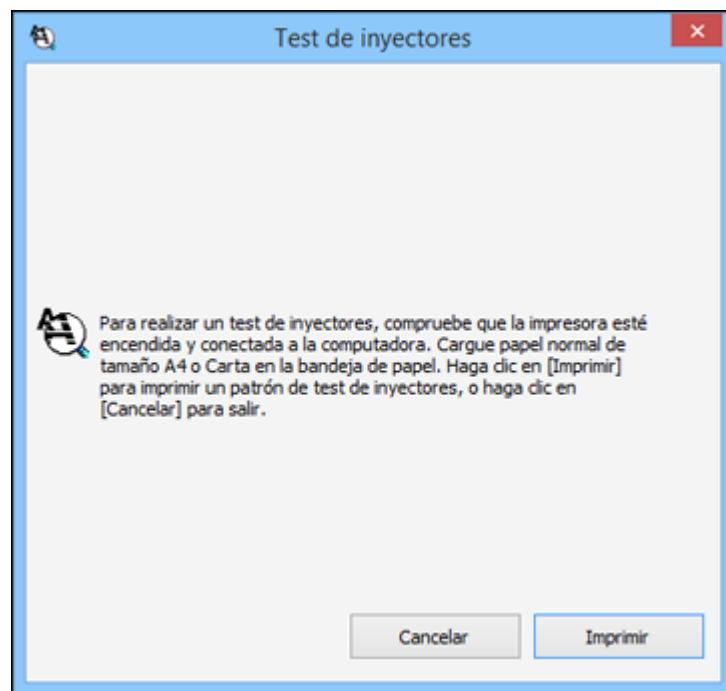 Test de inyectores
Para realizar un test de inyectores, compruebe que la impresora esté
encendida y conectada a la computadora. Cargue papel normal de
tamaño A4 o Carta en la bandeja de papel. Haga clic en [Imprimir]
para imprimir un patrón de test de inyectores, o haga clic en
[Cancelar] para salir.
Cancelar
Imprimir